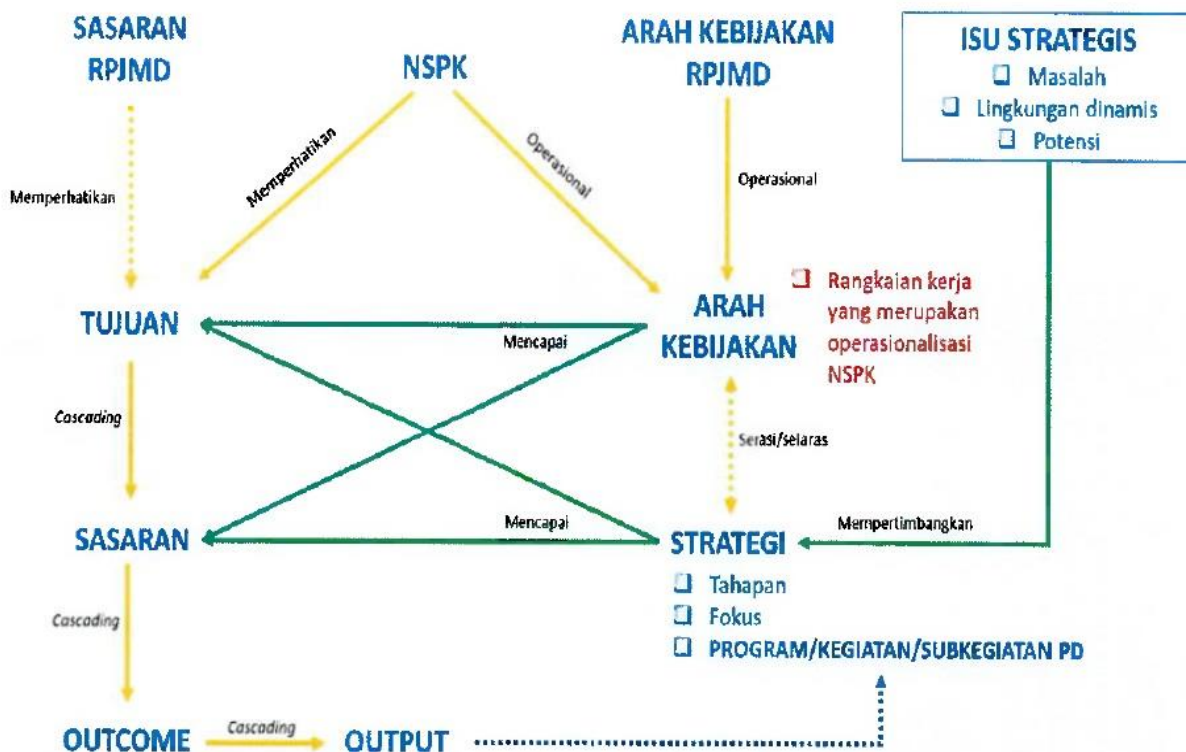 SASARAN
RPJMD
NSPK
ARAH KEBIJAKAN
RPJMD
ISU STRATEGIS
❑ Masalah
❑ Lingkungan dinamis
❑ Potensi
Memperhatikan
Memperhatikan
Operasional
Operasional
TUJUAN
ARAH
KEBIJAKAN
❑ Rangkaian kerja
yang merupakan
operasionalisasi
NSPK
Mencapai
Cascading
Serasi/selaras
SASARAN
Mencapai
STRATEGI
Mempertimbangkan
❑ Tahapan
❑ Fokus
❑ PROGRAM/KEGIATAN/SUBKEGIATAN PD
Cascading
OUTCOME
Cascading
OUTPUT